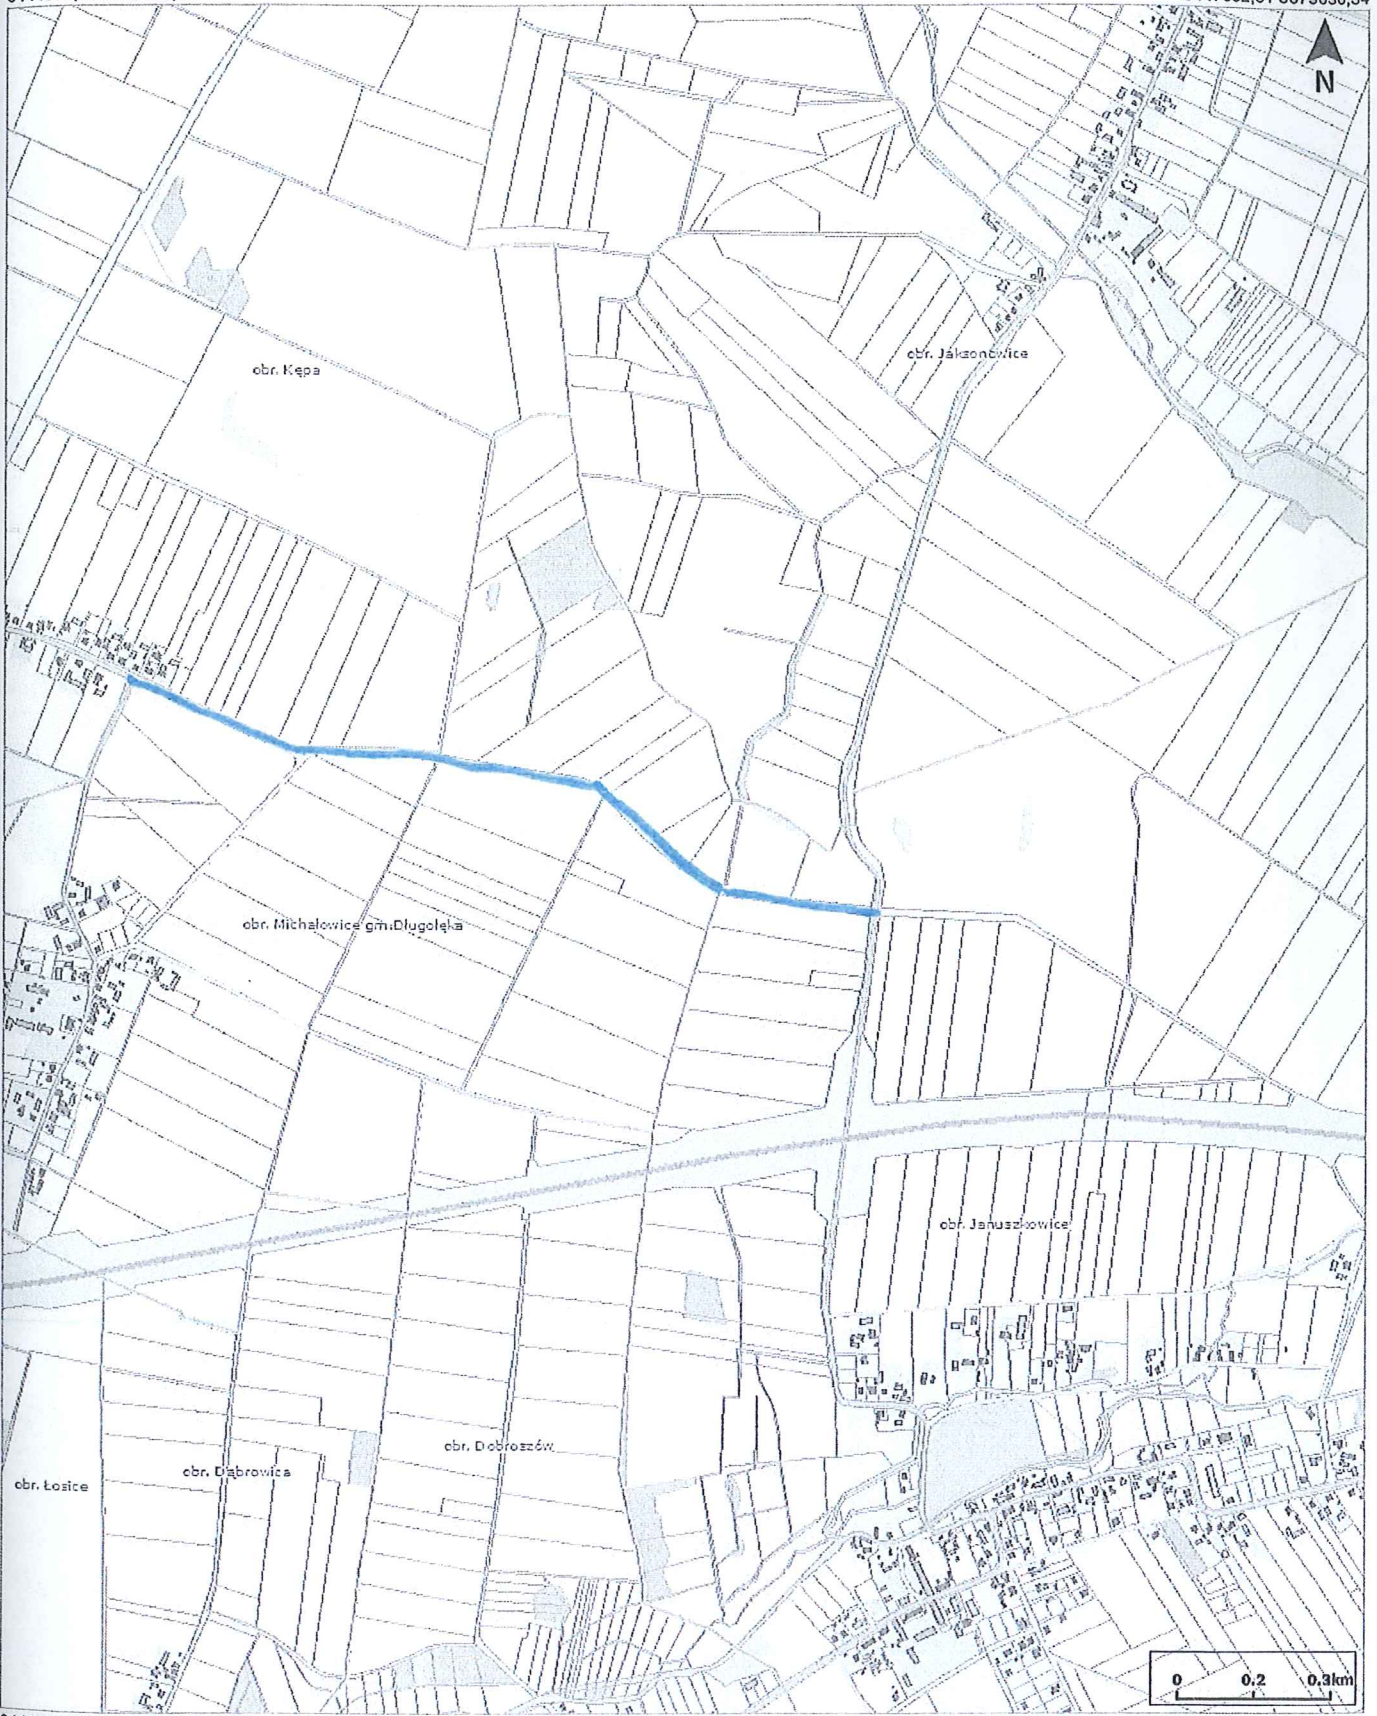 N
obr. Kępa
obr. Jaksonowice
obr. Michałowice gm. Długołęka
obr. Januszkowice
obr. Dobroszów
obr. Dąbrowica
obr. Łosice
0 0.2 0.3km